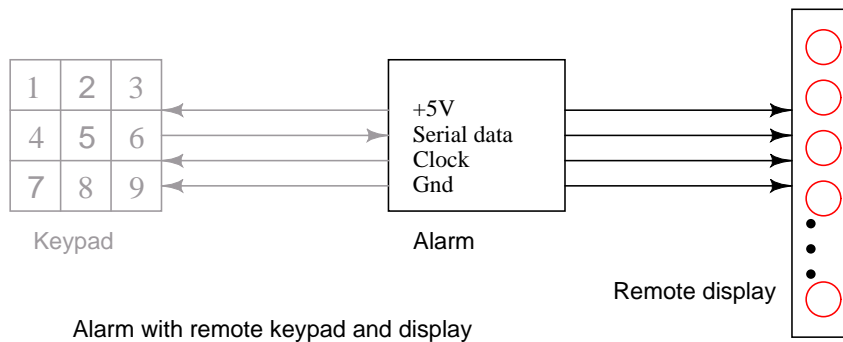 1 2 3
4 5 6
7 8 9
Keypad
+5V
Serial data
Clock
Gnd
Alarm
Remote display
Alarm with remote keypad and display